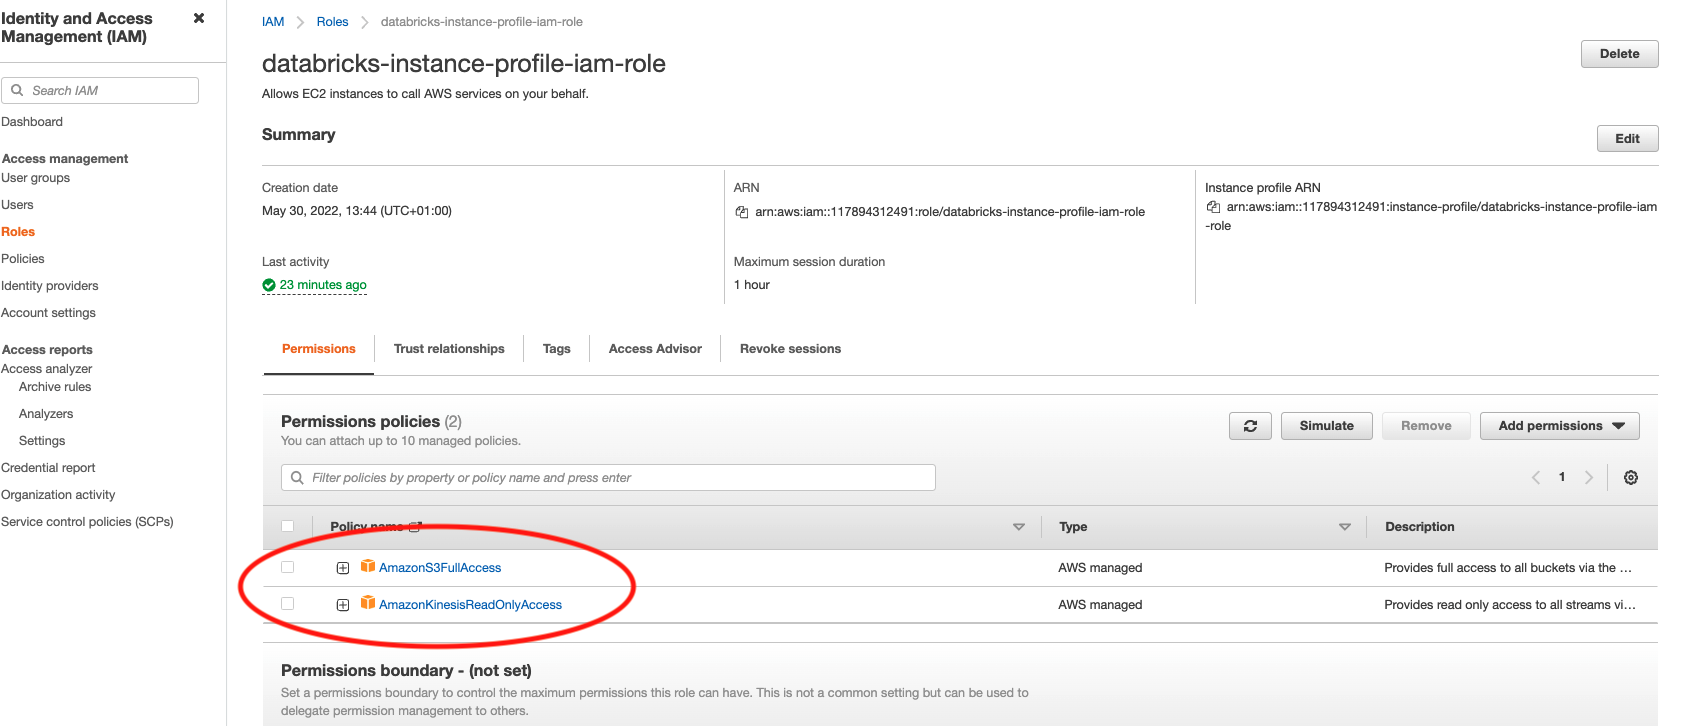 Identity and Access
Management (IAM)
Search IAM
Dashboard
Access management
User groups
Users
Roles
Policies
Identity providers
Account settings
Access reports
Access analyzer
Archive rules
Analyzers
Settings
Credential report
Organization activity
Service control policies (SCPs)
IAM > Roles > databricks-instance-profile-iam-role
databricks-instance-profile-iam-role
Delete
Allows EC2 instances to call AWS services on your behalf.
Summary
Edit
Creation date
May 30, 2022, 13:44 (UTC+01:00)
Last activity
23 minutes ago
ARN
arn:aws:iam::117894312491:role/databricks-instance-profile-iam-role
Maximum session duration
1 hour
Instance profile ARN
arn:aws:iam::117894312491:instance-profile/databricks-instance-profile-iam
-role
Permissions Trust relationships Tags Access Advisor Revoke sessions
Permissions policies (2)
You can attach up to 10 managed policies.
Simulate Remove Add permissions
Filter policies by property or policy name and press enter
1
Policy name Type Description
AmazonS3FullAccess AWS managed Provides full access to all buckets via the ...
AmazonKinesisReadOnlyAccess AWS managed Provides read only access to all streams vi...
Permissions boundary - (not set)
Set a permissions boundary to control the maximum permissions this role can have. This is not a common setting but can be used to
delegate permission management to others.